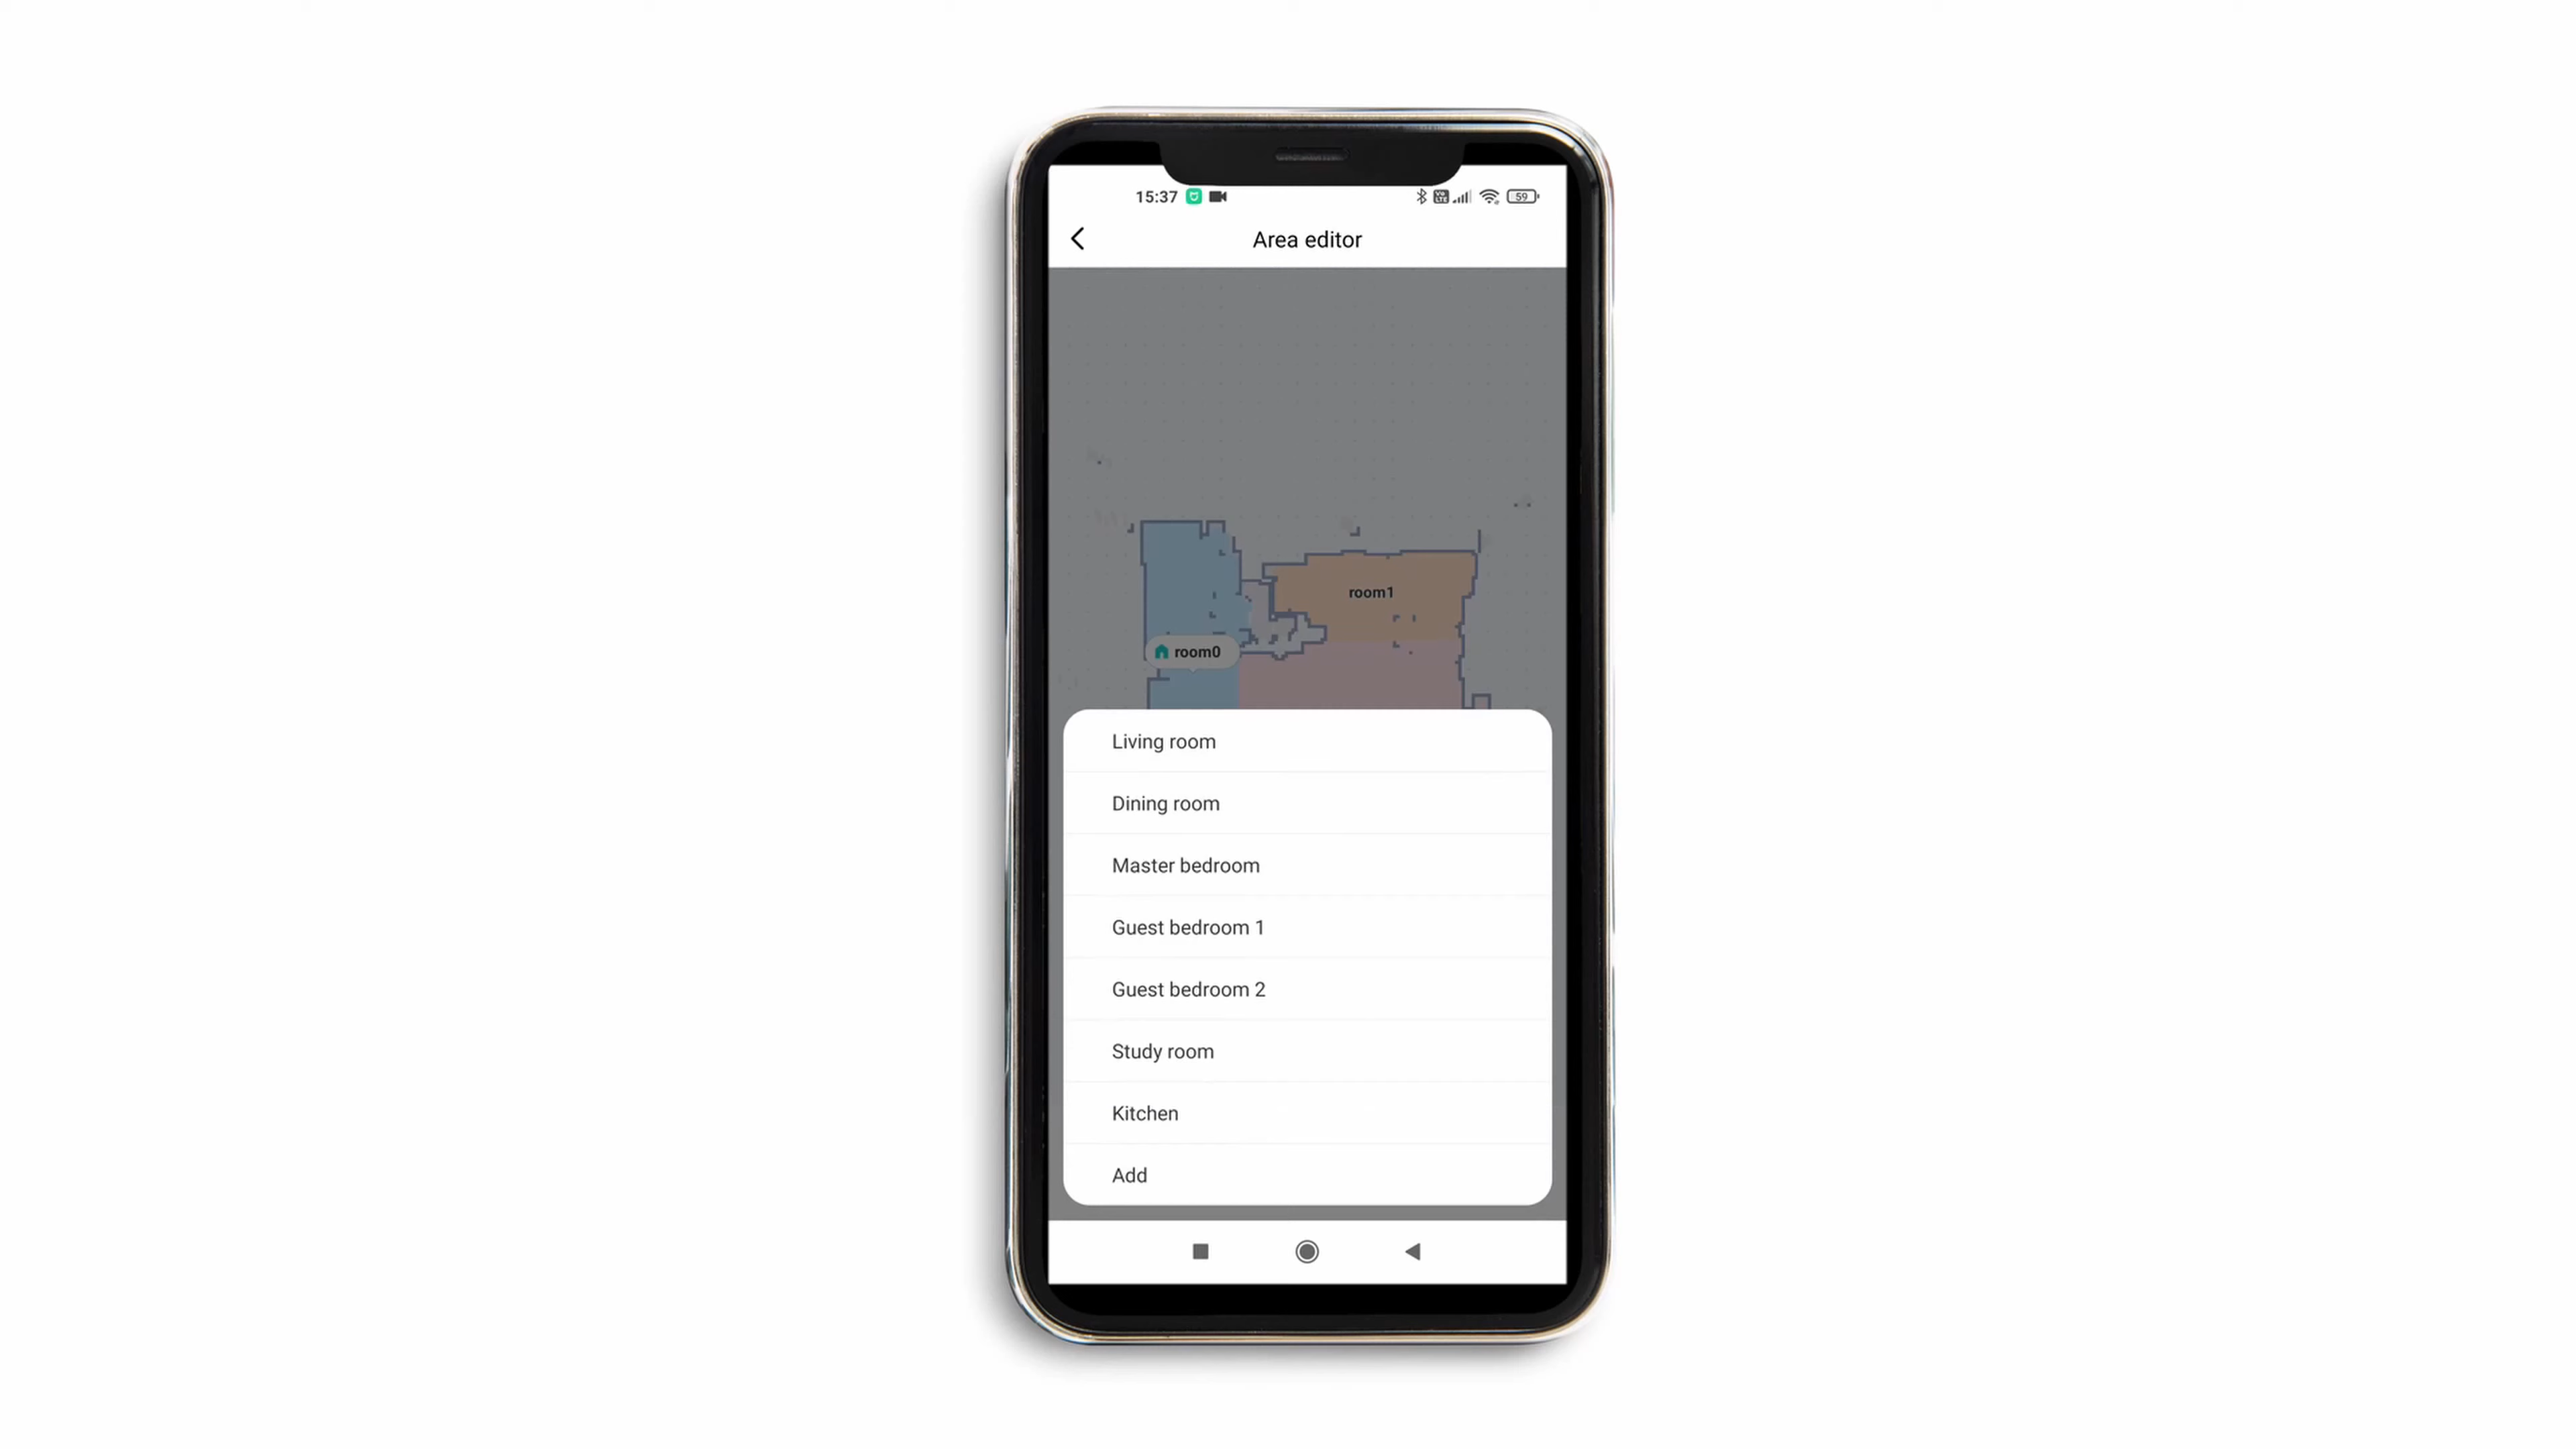 15:37
59
Area editor
room1
room0
Living room
Dining room
Master bedroom
Guest bedroom 1
Guest bedroom 2
Study room
Kitchen
Add